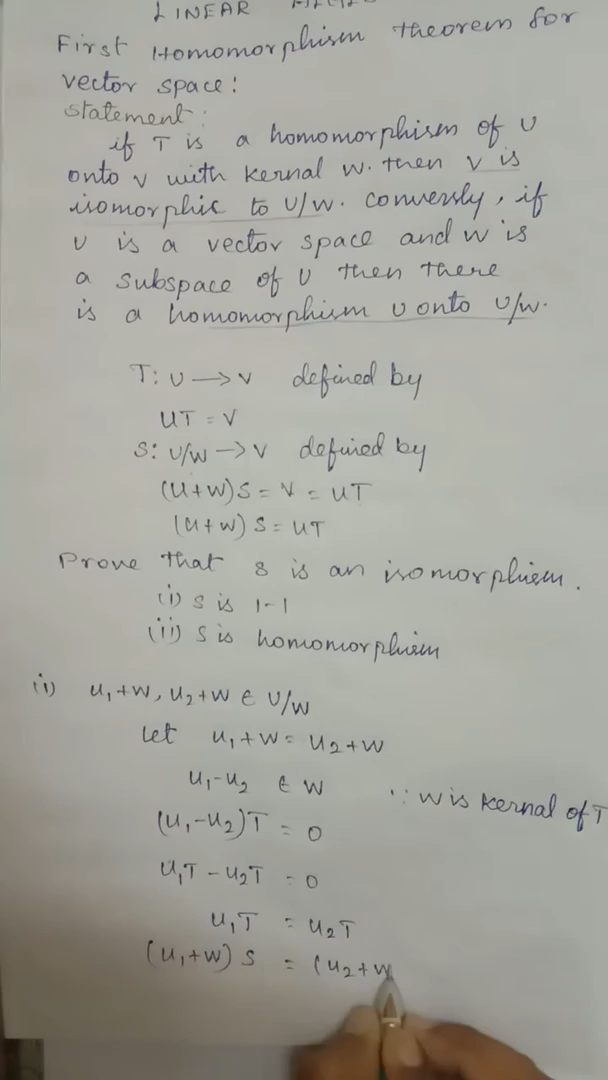 LINEAR
First Homomorphism theorem for
vector space:
Statement:
if T is a homomorphism of U
onto V with kernal W. then V is
isomorphic to U/W. conversly, if
U is a vector space and W is
a subspace of U then there
is a homomorphism U onto U/W.
T: U → V defined by
UT = V
S: U/W → V defined by
(U+W)S = V = UT
(U+W) S = UT
Prove that S is an isomorphism.
(i) S is 1-1
(ii) S is homomorphism
(i) u₁+W, u₂+W ∈ U/W
Let u₁+W = u₂+W
u₁-u₂ ∈ W ∵ W is kernal of T
(u₁-u₂)T = 0
u₁T - u₂T = 0
u₁T = u₂T
(u₁+W) S = (u₂+W